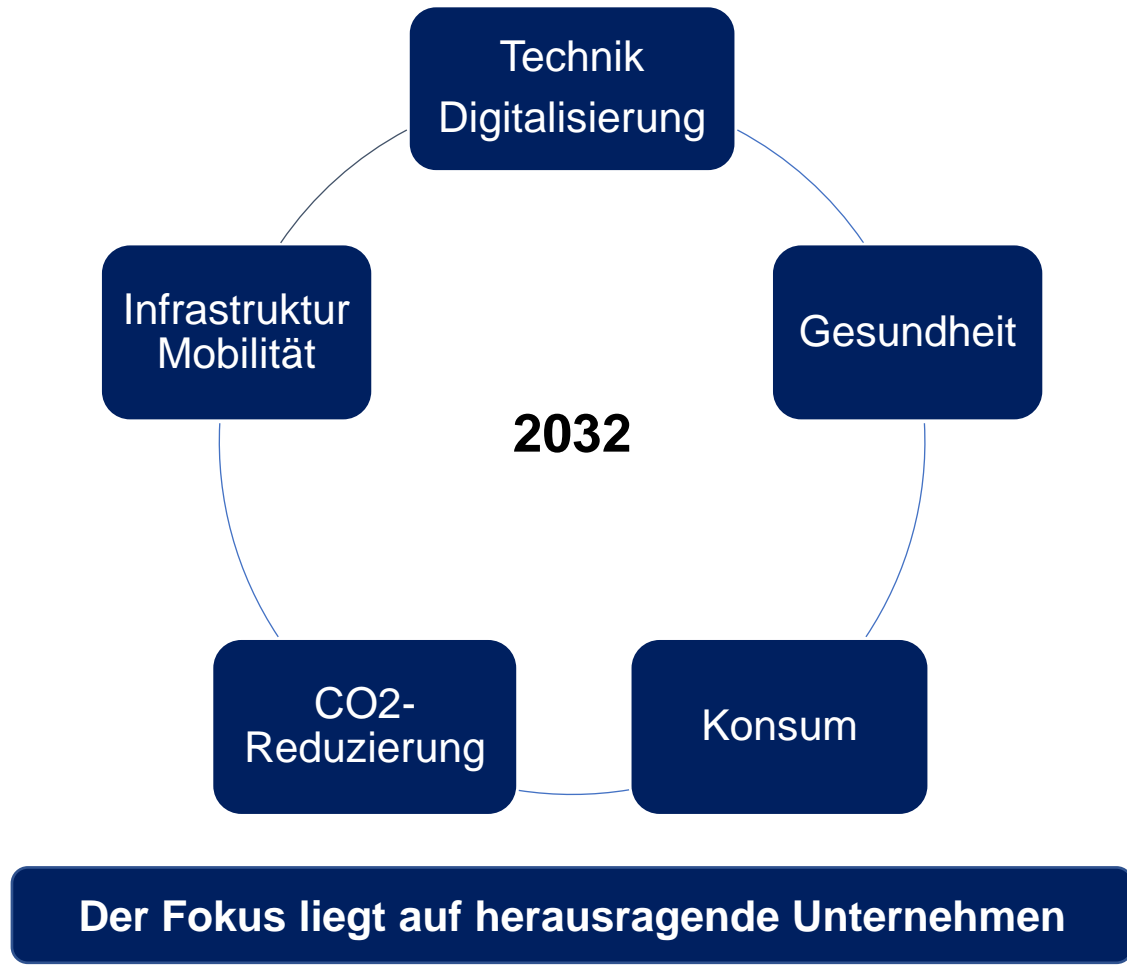 Technik
Digitalisierung
Infrastruktur
Mobilität
Gesundheit
2032
CO2-
Reduzierung
Konsum
Der Fokus liegt auf herausragende Unternehmen